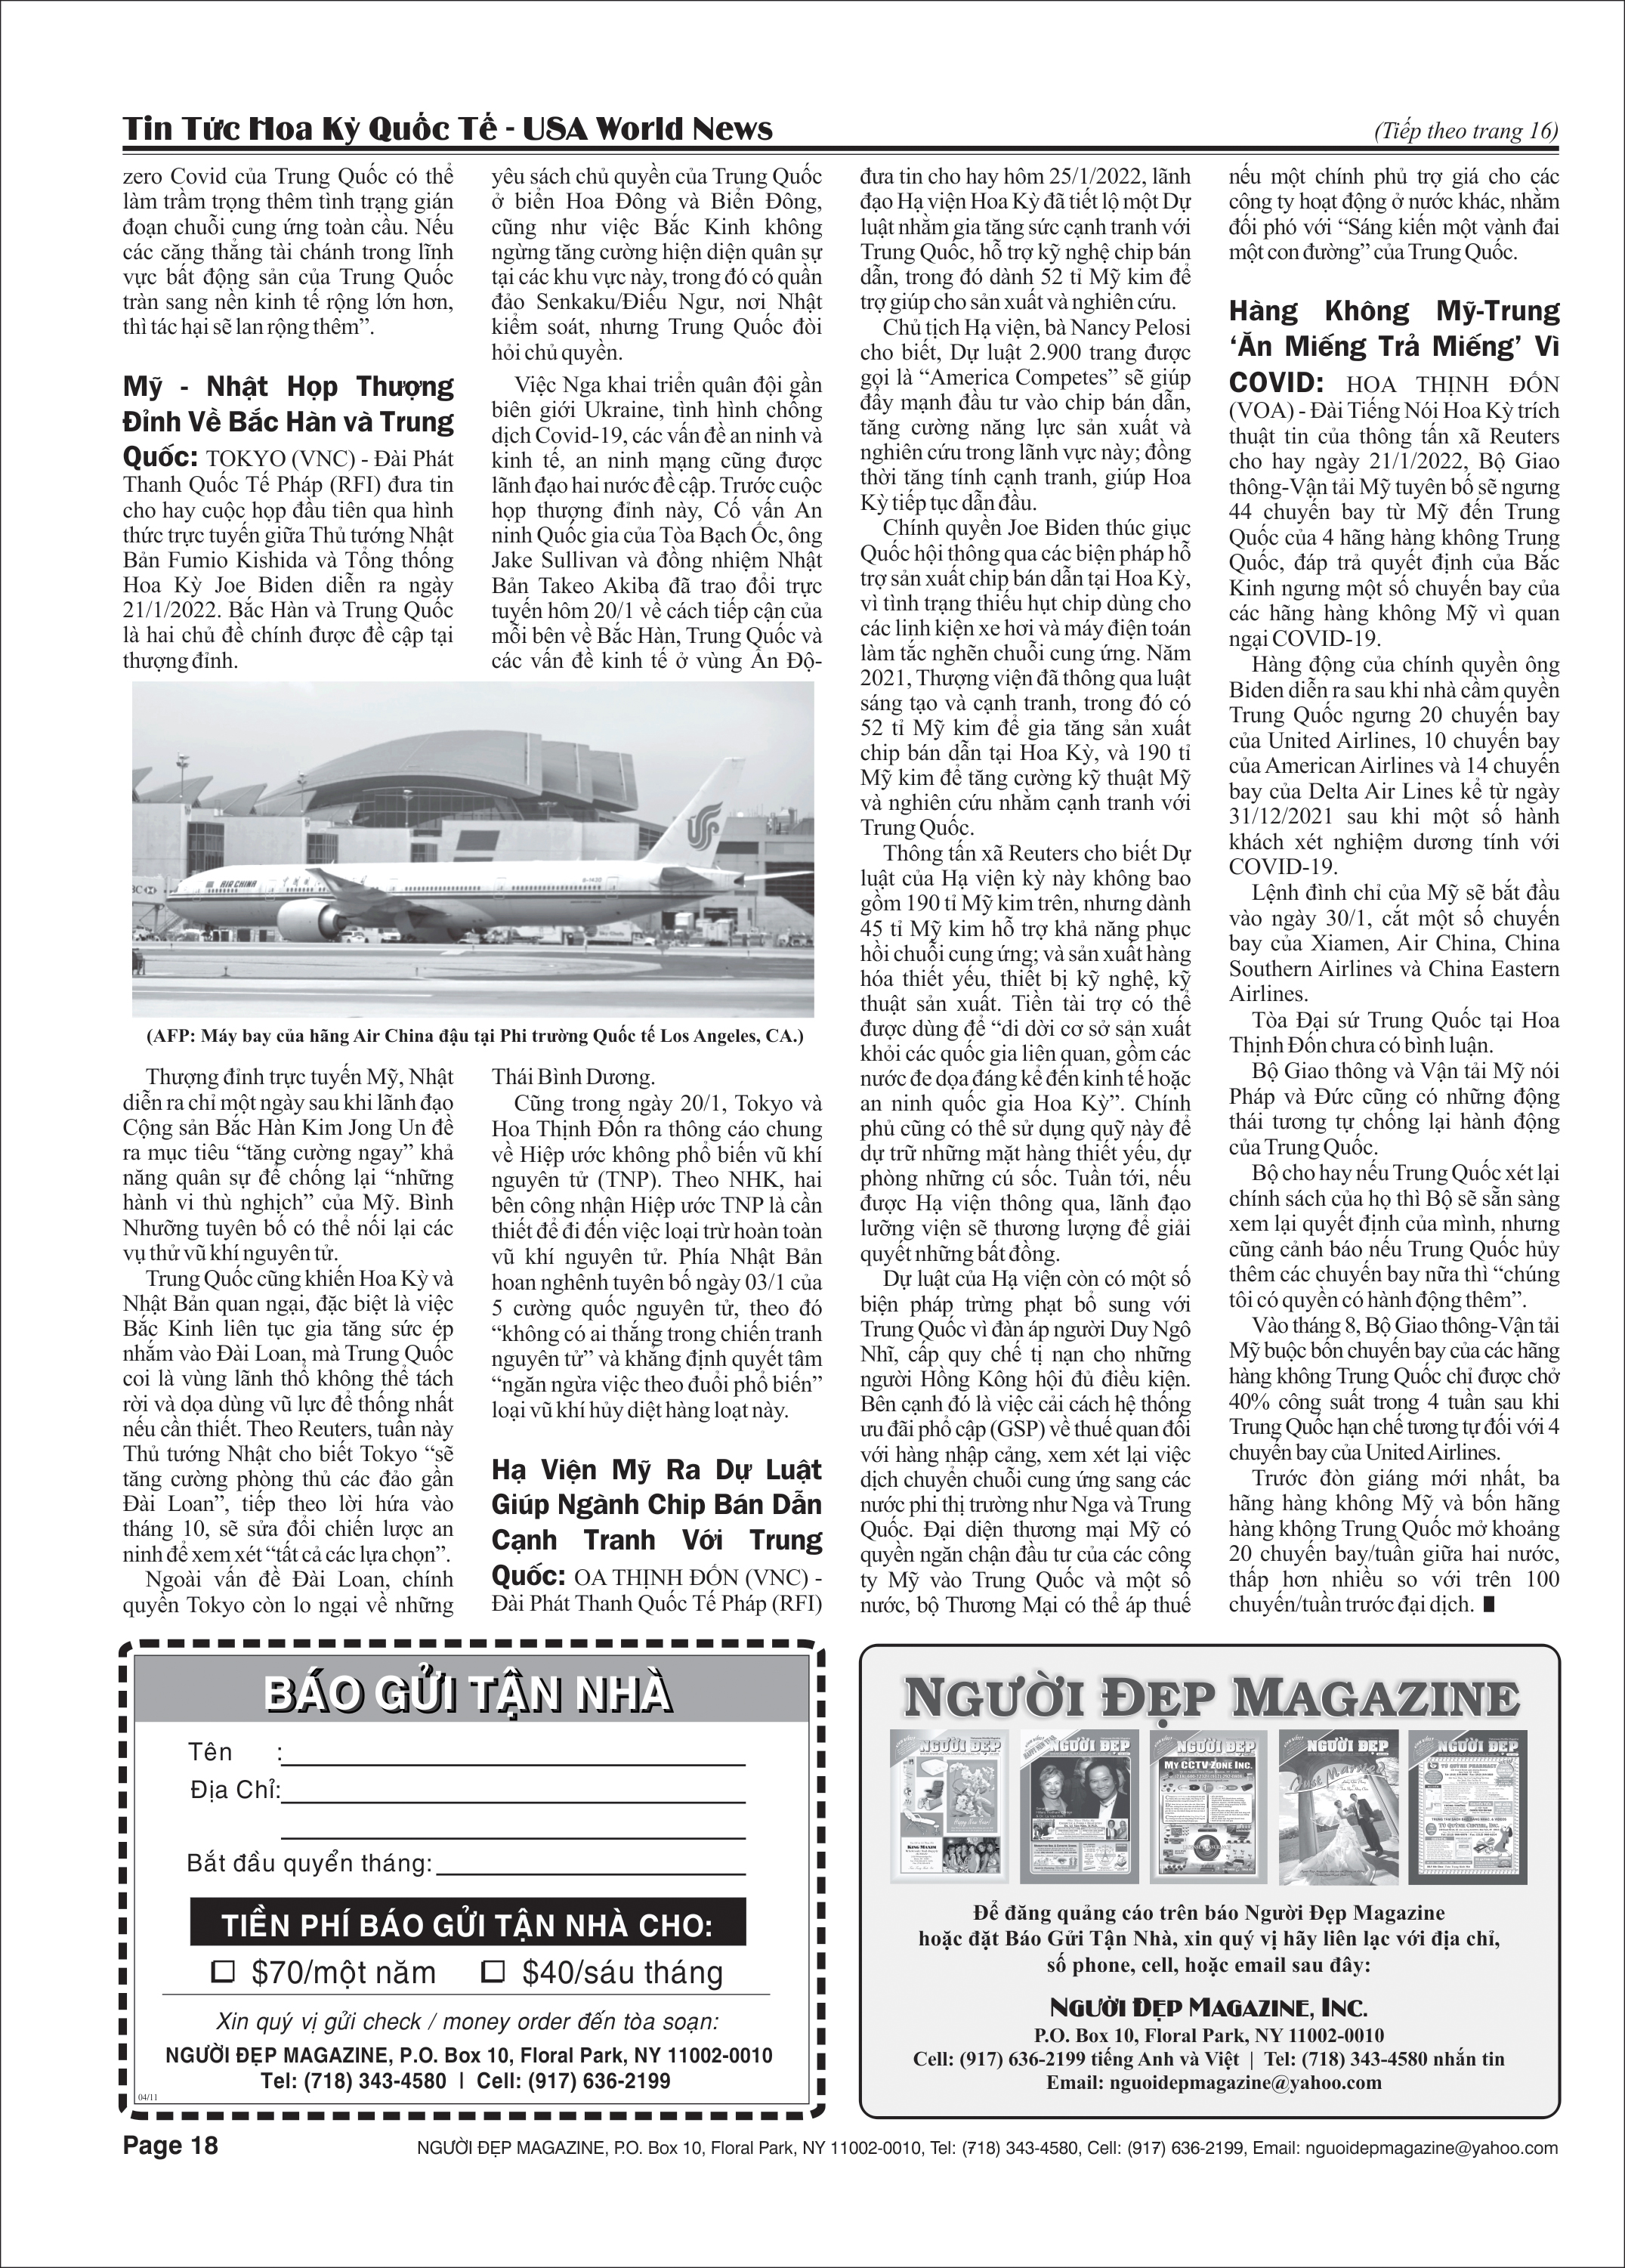 Tin Tức Hoa Kỳ Quốc Tế - USA World News
(Tiếp theo trang 16)
zero Covid của Trung Quốc có thể
làm trầm trọng thêm tình trạng gián
đoạn chuỗi cung ứng toàn cầu. Nếu
các căng thẳng tài chánh trong lĩnh
vực bất động sản của Trung Quốc
tràn sang nền kinh tế rộng lớn hơn,
thì tác hại sẽ lan rộng thêm”.
Mỹ - Nhật Họp Thượng
Đỉnh Về Bắc Hàn và Trung
Quốc: TOKYO (VNC) - Đài Phát
Thanh Quốc Tế Pháp (RFI) đưa tin
cho hay cuộc họp đầu tiên qua hình
thức trực tuyến giữa Thủ tướng Nhật
Bản Fumio Kishida và Tổng thống
Hoa Kỳ Joe Biden diễn ra ngày
21/1/2022. Bắc Hàn và Trung Quốc
là hai chủ đề chính được đề cập tại
thượng đỉnh.
Thượng đỉnh trực tuyến Mỹ, Nhật
diễn ra chỉ một ngày sau khi lãnh đạo
Cộng sản Bắc Hàn Kim Jong Un đề
ra mục tiêu “tăng cường ngay” khả
năng quân sự để chống lại “những
hành vi thù nghịch” của Mỹ. Bình
Nhưỡng tuyên bố có thể nối lại các
vụ thử vũ khí nguyên tử.
Trung Quốc cũng khiến Hoa Kỳ và
Nhật Bản quan ngại, đặc biệt là việc
Bắc Kinh liên tục gia tăng sức ép
nhắm vào Đài Loan, mà Trung Quốc
coi là vùng lãnh thổ không thể tách
rời và dọa dùng vũ lực để thống nhất
nếu cần thiết. Theo Reuters, tuần này
Thủ tướng Nhật cho biết Tokyo “sẽ
tăng cường phòng thủ các đảo gần
Đài Loan”, tiếp theo lời hứa vào
tháng 10, sẽ sửa đổi chiến lược an
ninh để xem xét “tất cả các lựa chọn”.
Ngoài vấn đề Đài Loan, chính
quyền Tokyo còn lo ngại về những
yêu sách chủ quyền của Trung Quốc
ở biển Hoa Đông và Biển Đông,
cũng như việc Bắc Kinh không
ngừng tăng cường hiện diện quân sự
tại các khu vực này, trong đó có quần
đảo Senkaku/Điếu Ngư, nơi Nhật
kiểm soát, nhưng Trung Quốc đòi
hỏi chủ quyền.
Việc Nga khai triển quân đội gần
biên giới Ukraine, tình hình chống
dịch Covid-19, các vấn đề an ninh và
kinh tế, an ninh mạng cũng được
lãnh đạo hai nước đề cập. Trước cuộc
họp thượng đỉnh này, Cố vấn An
ninh Quốc gia của Tòa Bạch Ốc, ông
Jake Sullivan và đồng nhiệm Nhật
Bản Takeo Akiba đã trao đổi trực
tuyến hôm 20/1 về cách tiếp cận của
mỗi bên về Bắc Hàn, Trung Quốc và
các vấn đề kinh tế ở vùng Ấn Độ-
AIR CHINA
(AFP: Máy bay của hãng Air China đậu tại Phi trường Quốc tế Los Angeles, CA.)
Thái Bình Dương.
Cũng trong ngày 20/1, Tokyo và
Hoa Thịnh Đốn ra thông cáo chung
về Hiệp ước không phổ biến vũ khí
nguyên tử (TNP). Theo NHK, hai
bên công nhận Hiệp ước TNP là cần
thiết để đi đến việc loại trừ hoàn toàn
vũ khí nguyên tử. Phía Nhật Bản
hoan nghênh tuyên bố ngày 03/1 của
5 cường quốc nguyên tử, theo đó
“không có ai thắng trong chiến tranh
nguyên tử” và khẳng định quyết tâm
“ngăn ngừa việc theo đuổi phổ biến”
loại vũ khí hủy diệt hàng loạt này.
Hạ Viện Mỹ Ra Dự Luật
Giúp Ngành Chip Bán Dẫn
Cạnh Tranh Với Trung
Quốc: OA THỊNH ĐỐN (VNC) -
Đài Phát Thanh Quốc Tế Pháp (RFI)
đưa tin cho hay hôm 25/1/2022, lãnh
đạo Hạ viện Hoa Kỳ đã tiết lộ một Dự
luật nhằm gia tăng sức cạnh tranh với
Trung Quốc, hỗ trợ kỹ nghệ chip bán
dẫn, trong đó dành 52 tỉ Mỹ kim để
trợ giúp cho sản xuất và nghiên cứu.
Chủ tịch Hạ viện, bà Nancy Pelosi
cho biết, Dự luật 2.900 trang được
gọi là “America Competes” sẽ giúp
đẩy mạnh đầu tư vào chip bán dẫn,
tăng cường năng lực sản xuất và
nghiên cứu trong lãnh vực này; đồng
thời tăng tính cạnh tranh, giúp Hoa
Kỳ tiếp tục dẫn đầu.
Chính quyền Joe Biden thúc giục
Quốc hội thông qua các biện pháp hỗ
trợ sản xuất chip bán dẫn tại Hoa Kỳ,
vì tình trạng thiếu hụt chip dùng cho
các linh kiện xe hơi và máy điện toán
làm tắc nghẽn chuỗi cung ứng. Năm
2021, Thượng viện đã thông qua luật
sáng tạo và cạnh tranh, trong đó có
52 tỉ Mỹ kim để gia tăng sản xuất
chip bán dẫn tại Hoa Kỳ, và 190 tỉ
Mỹ kim để tăng cường kỹ thuật Mỹ
và nghiên cứu nhằm cạnh tranh với
Trung Quốc.
Thông tấn xã Reuters cho biết Dự
luật của Hạ viện kỳ này không bao
gồm 190 tỉ Mỹ kim trên, nhưng dành
45 tỉ Mỹ kim hỗ trợ khả năng phục
hồi chuỗi cung ứng; và sản xuất hàng
hóa thiết yếu, thiết bị kỹ nghệ, kỹ
thuật sản xuất. Tiền tài trợ có thể
được dùng để “di dời cơ sở sản xuất
khỏi các quốc gia liên quan, gồm các
nước đe dọa đáng kể đến kinh tế hoặc
an ninh quốc gia Hoa Kỳ”. Chính
phủ cũng có thể sử dụng quỹ này để
dự trữ những mặt hàng thiết yếu, dự
phòng những cú sốc. Tuần tới, nếu
được Hạ viện thông qua, lãnh đạo
lưỡng viện sẽ thương lượng để giải
quyết những bất đồng.
Dự luật của Hạ viện còn có một số
biện pháp trừng phạt bổ sung với
Trung Quốc vì đàn áp người Duy Ngô
Nhĩ, cấp quy chế tị nạn cho những
người Hồng Kông hội đủ điều kiện.
Bên cạnh đó là việc cải cách hệ thống
ưu đãi phổ cập (GSP) về thuế quan đối
với hàng nhập cảng, xem xét lại việc
dịch chuyển chuỗi cung ứng sang các
nước phi thị trường như Nga và Trung
Quốc. Đại diện thương mại Mỹ có
quyền ngăn chận đầu tư của các công
ty Mỹ vào Trung Quốc và một số
nước, bộ Thương Mại có thể áp thuế
nếu một chính phủ trợ giá cho các
công ty hoạt động ở nước khác, nhằm
đối phó với “Sáng kiến một vành đai
một con đường” của Trung Quốc.
Hàng Không Mỹ-Trung
‘Ăn Miếng Trả Miếng’ Vì
COVID: HOA THỊNH ĐỐN
(VOA) - Đài Tiếng Nói Hoa Kỳ trích
thuật tin của thông tấn xã Reuters
cho hay ngày 21/1/2022, Bộ Giao
thông-Vận tải Mỹ tuyên bố sẽ ngưng
44 chuyến bay từ Mỹ đến Trung
Quốc của 4 hãng hàng không Trung
Quốc, đáp trả quyết định của Bắc
Kinh ngưng một số chuyến bay của
các hãng hàng không Mỹ vì quan
ngại COVID-19.
Hàng động của chính quyền ông
Biden diễn ra sau khi nhà cầm quyền
Trung Quốc ngưng 20 chuyến bay
của United Airlines, 10 chuyến bay
của American Airlines và 14 chuyến
bay của Delta Air Lines kể từ ngày
31/12/2021 sau khi một số hành
khách xét nghiệm dương tính với
COVID-19.
Lệnh đình chỉ của Mỹ sẽ bắt đầu
vào ngày 30/1, cắt một số chuyến
bay của Xiamen, Air China, China
Southern Airlines và China Eastern
Airlines.
Tòa Đại sứ Trung Quốc tại Hoa
Thịnh Đốn chưa có bình luận.
Bộ Giao thông và Vận tải Mỹ nói
Pháp và Đức cũng có những động
thái tương tự chống lại hành động
của Trung Quốc.
Bộ cho hay nếu Trung Quốc xét lại
chính sách của họ thì Bộ sẽ sẵn sàng
xem lại quyết định của mình, nhưng
cũng cảnh báo nếu Trung Quốc hủy
thêm các chuyến bay nữa thì “chúng
tôi có quyền có hành động thêm”.
Vào tháng 8, Bộ Giao thông-Vận tải
Mỹ buộc bốn chuyến bay của các hãng
hàng không Trung Quốc chỉ được chở
40% công suất trong 4 tuần sau khi
Trung Quốc hạn chế tương tự đối với 4
chuyến bay của United Airlines.
Trước đòn giáng mới nhất, ba
hãng hàng không Mỹ và bốn hãng
hàng không Trung Quốc mở khoảng
20 chuyến bay/tuần giữa hai nước,
thấp hơn nhiều so với trên 100
chuyến/tuần trước đại dịch.
BÁO GỬI TẬN NHÀ
Tên :
Địa Chỉ:
Bắt đầu quyển tháng:
TIỀN PHÍ BÁO GỬI TẬN NHÀ CHO:
$70/một năm $40/sáu tháng
Xin quý vị gửi check / money order đến tòa soạn:
NGƯỜI ĐẸP MAGAZINE, P.O. Box 10, Floral Park, NY 11002-0010
Tel: (718) 343-4580 | Cell: (917) 636-2199
04/11
NGƯỜI ĐẸP MAGAZINE
NGƯỜI ĐẸP
NGƯỜI ĐẸP
NGƯỜI ĐẸP
MY CCTV ZONE INC.
NGƯỜI ĐẸP
Just Married
NGƯỜI ĐẸP
Để đăng quảng cáo trên báo Người Đẹp Magazine
hoặc đặt Báo Gửi Tận Nhà, xin quý vị hãy liên lạc với địa chỉ,
số phone, cell, hoặc email sau đây:
NGƯỜI ĐẸP MAGAZINE, INC.
P.O. Box 10, Floral Park, NY 11002-0010
Cell: (917) 636-2199 tiếng Anh và Việt | Tel: (718) 343-4580 nhắn tin
Email: nguoidepmagazine@yahoo.com
Page 18
NGƯỜI ĐẸP MAGAZINE, P.O. Box 10, Floral Park, NY 11002-0010, Tel: (718) 343-4580, Cell: (917) 636-2199, Email: nguoidepmagazine@yahoo.com